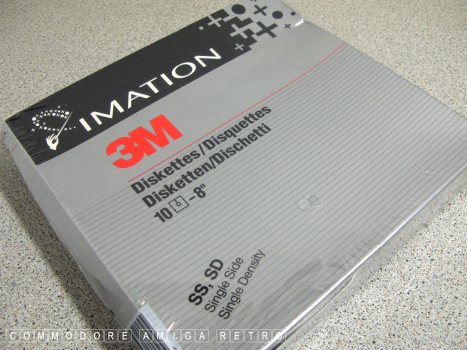 IMATION
3M
Diskettes/Disquettes
Disketten/Dischetti
10 - 8"
SS, SD
Single Side
Single Density
COMMODORE AMIGA RETRO